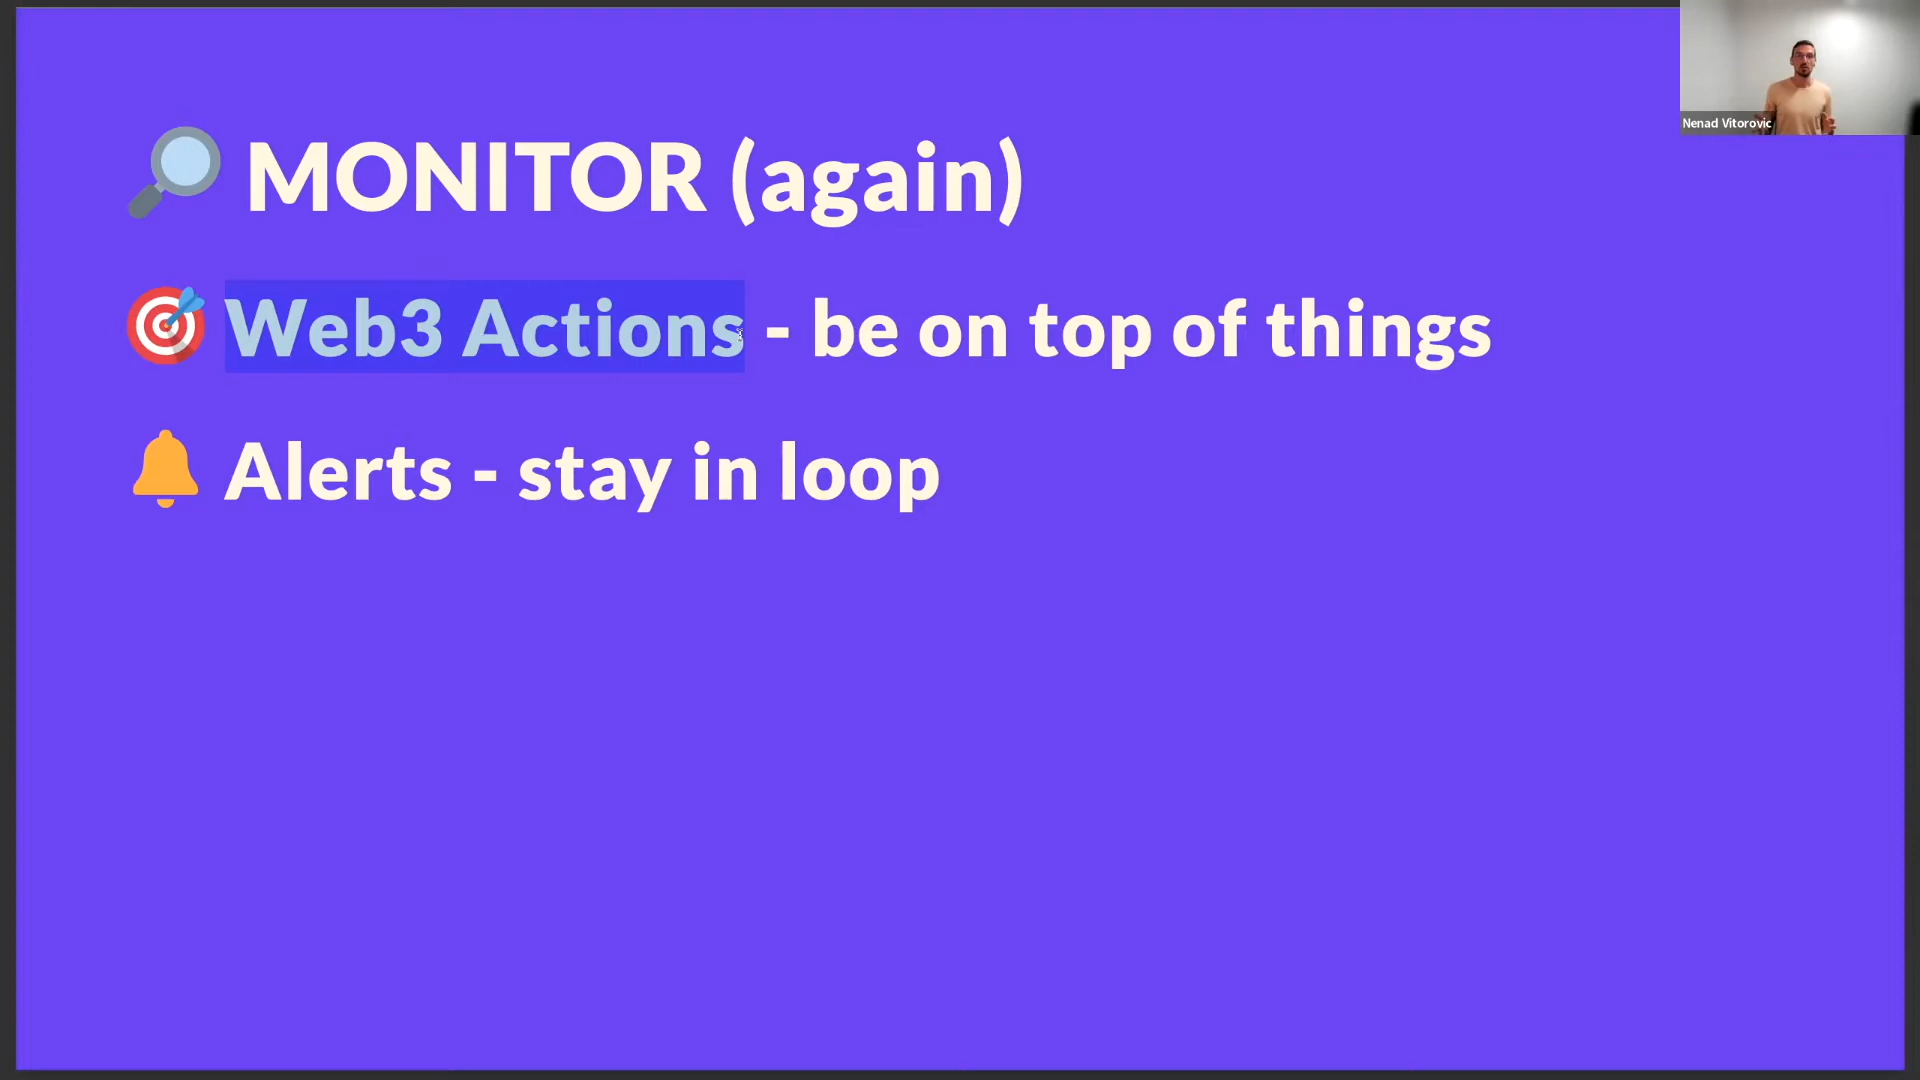 MONITOR (again)
Web3 Actions - be on top of things
Alerts - stay in loop
Nenad Vitorovic